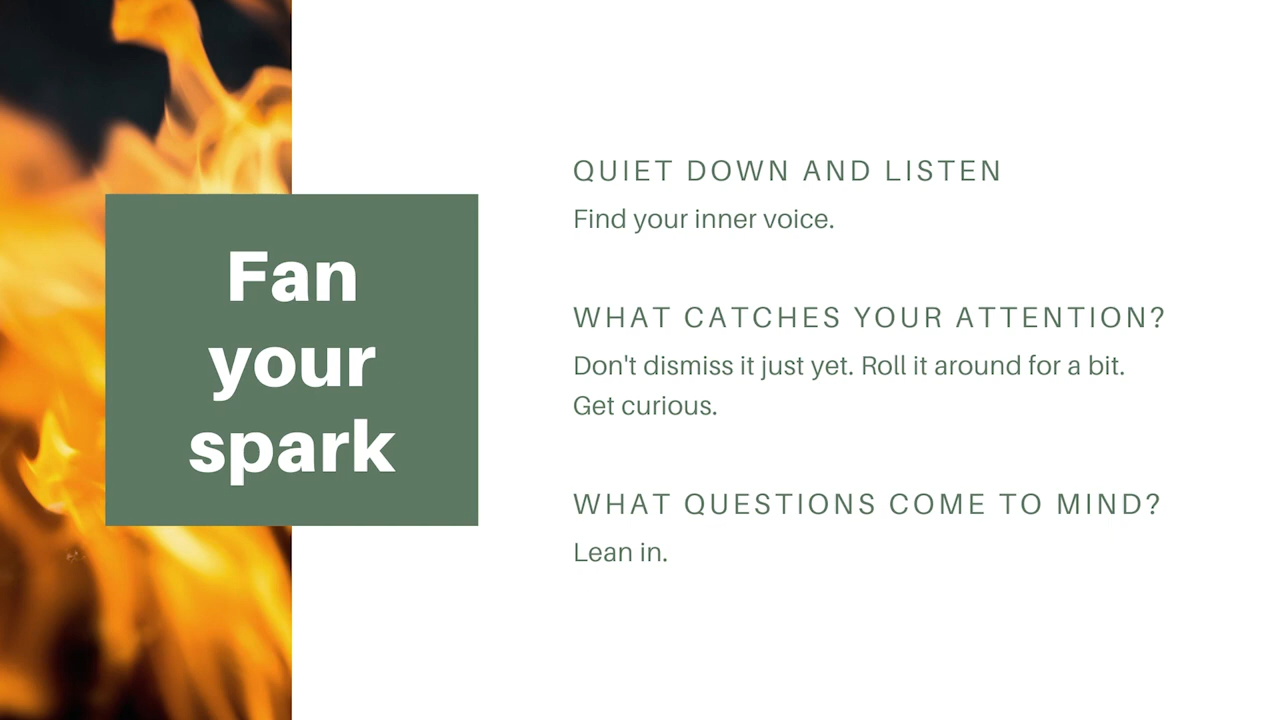 Fan
your
spark
QUIET DOWN AND LISTEN
Find your inner voice.
WHAT CATCHES YOUR ATTENTION?
Don't dismiss it just yet. Roll it around for a bit.
Get curious.
WHAT QUESTIONS COME TO MIND?
Lean in.